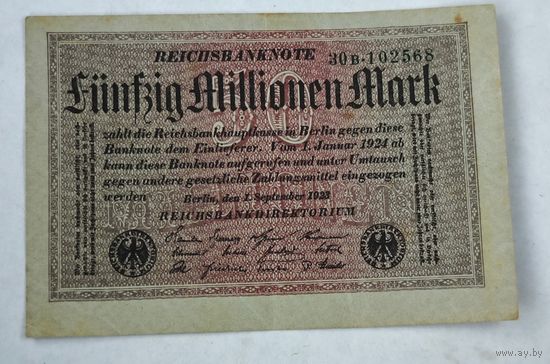 REICHSBANKNOTE 30B·102568
Fünfzig Millionen Mark
50
zahlt die Reichsbankhauptkasse in Berlin gegen diese
Banknote dem Einlieferer. Vom 1. Januar 1924 ab
kann diese Banknote aufgerufen und unter Umtausch
gegen andere gesetzliche Zahlungsmittel eingezogen
werden
Berlin, den 1. September 1923
REICHSBANKDIREKTORIUM
www.ay.by